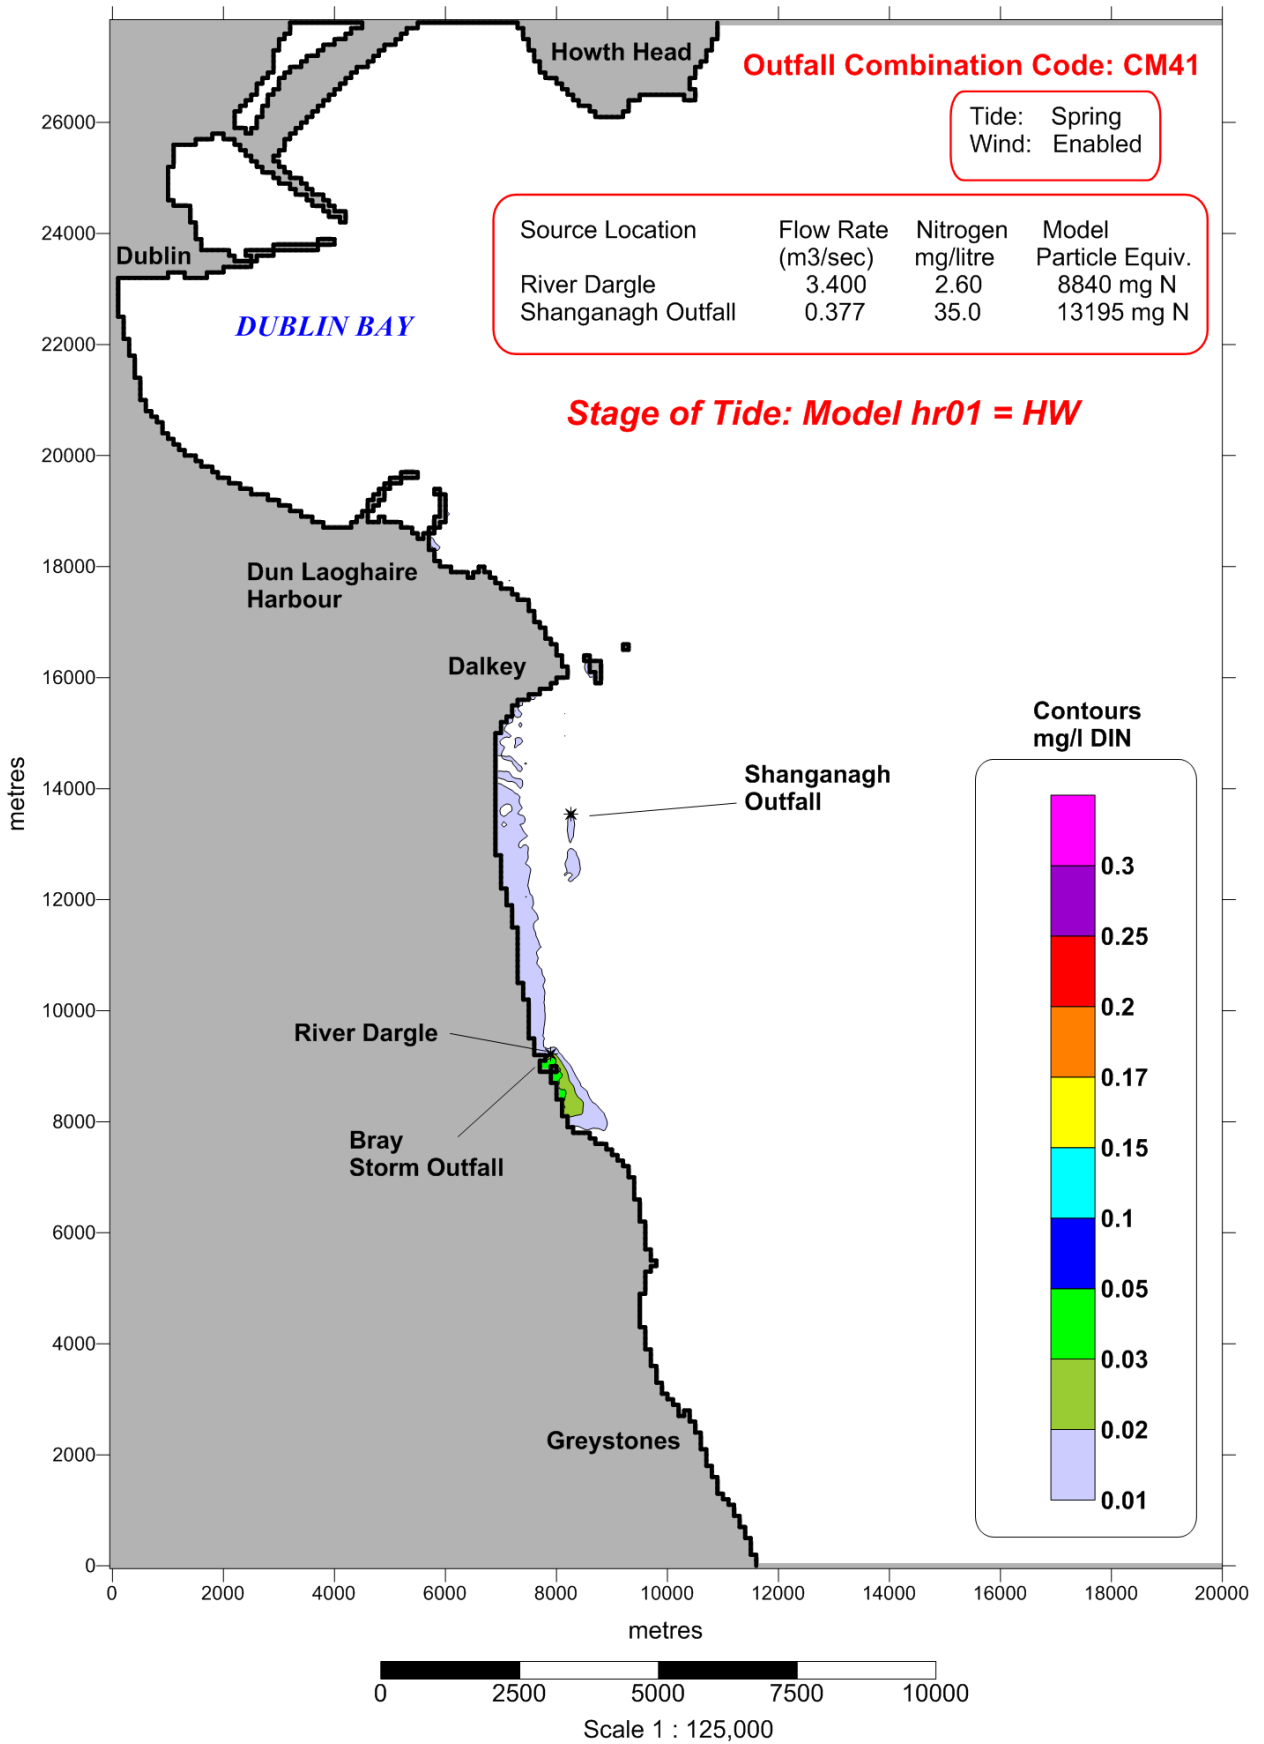 Howth Head
Outfall Combination Code: CM41
Tide: Spring
Wind: Enabled
Source Location Flow Rate Nitrogen Model
(m3/sec) mg/litre Particle Equiv.
River Dargle 3.400 2.60 8840 mg N
Shanganagh Outfall 0.377 35.0 13195 mg N
Dublin
DUBLIN BAY
Stage of Tide: Model hr01 = HW
Dun Laoghaire
Harbour
Dalkey
Shanganagh
Outfall
River Dargle
Bray
Storm Outfall
Greystones
Contours
mg/l DIN
0.3
0.25
0.2
0.17
0.15
0.1
0.05
0.03
0.02
0.01
26000
24000
22000
20000
18000
16000
14000
12000
10000
8000
6000
4000
2000
0
metres
0 2000 4000 6000 8000 10000 12000 14000 16000 18000 20000
metres
0 2500 5000 7500 10000
Scale 1 : 125,000